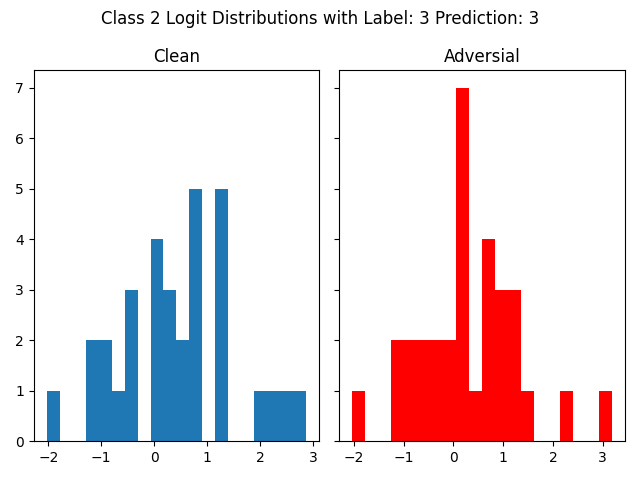 Class 2 Logit Distributions with Label: 3 Prediction: 3
Clean
Adversial
7
6
5
4
3
2
1
0
−2 −1 0 1 2 3
−2 −1 0 1 2 3